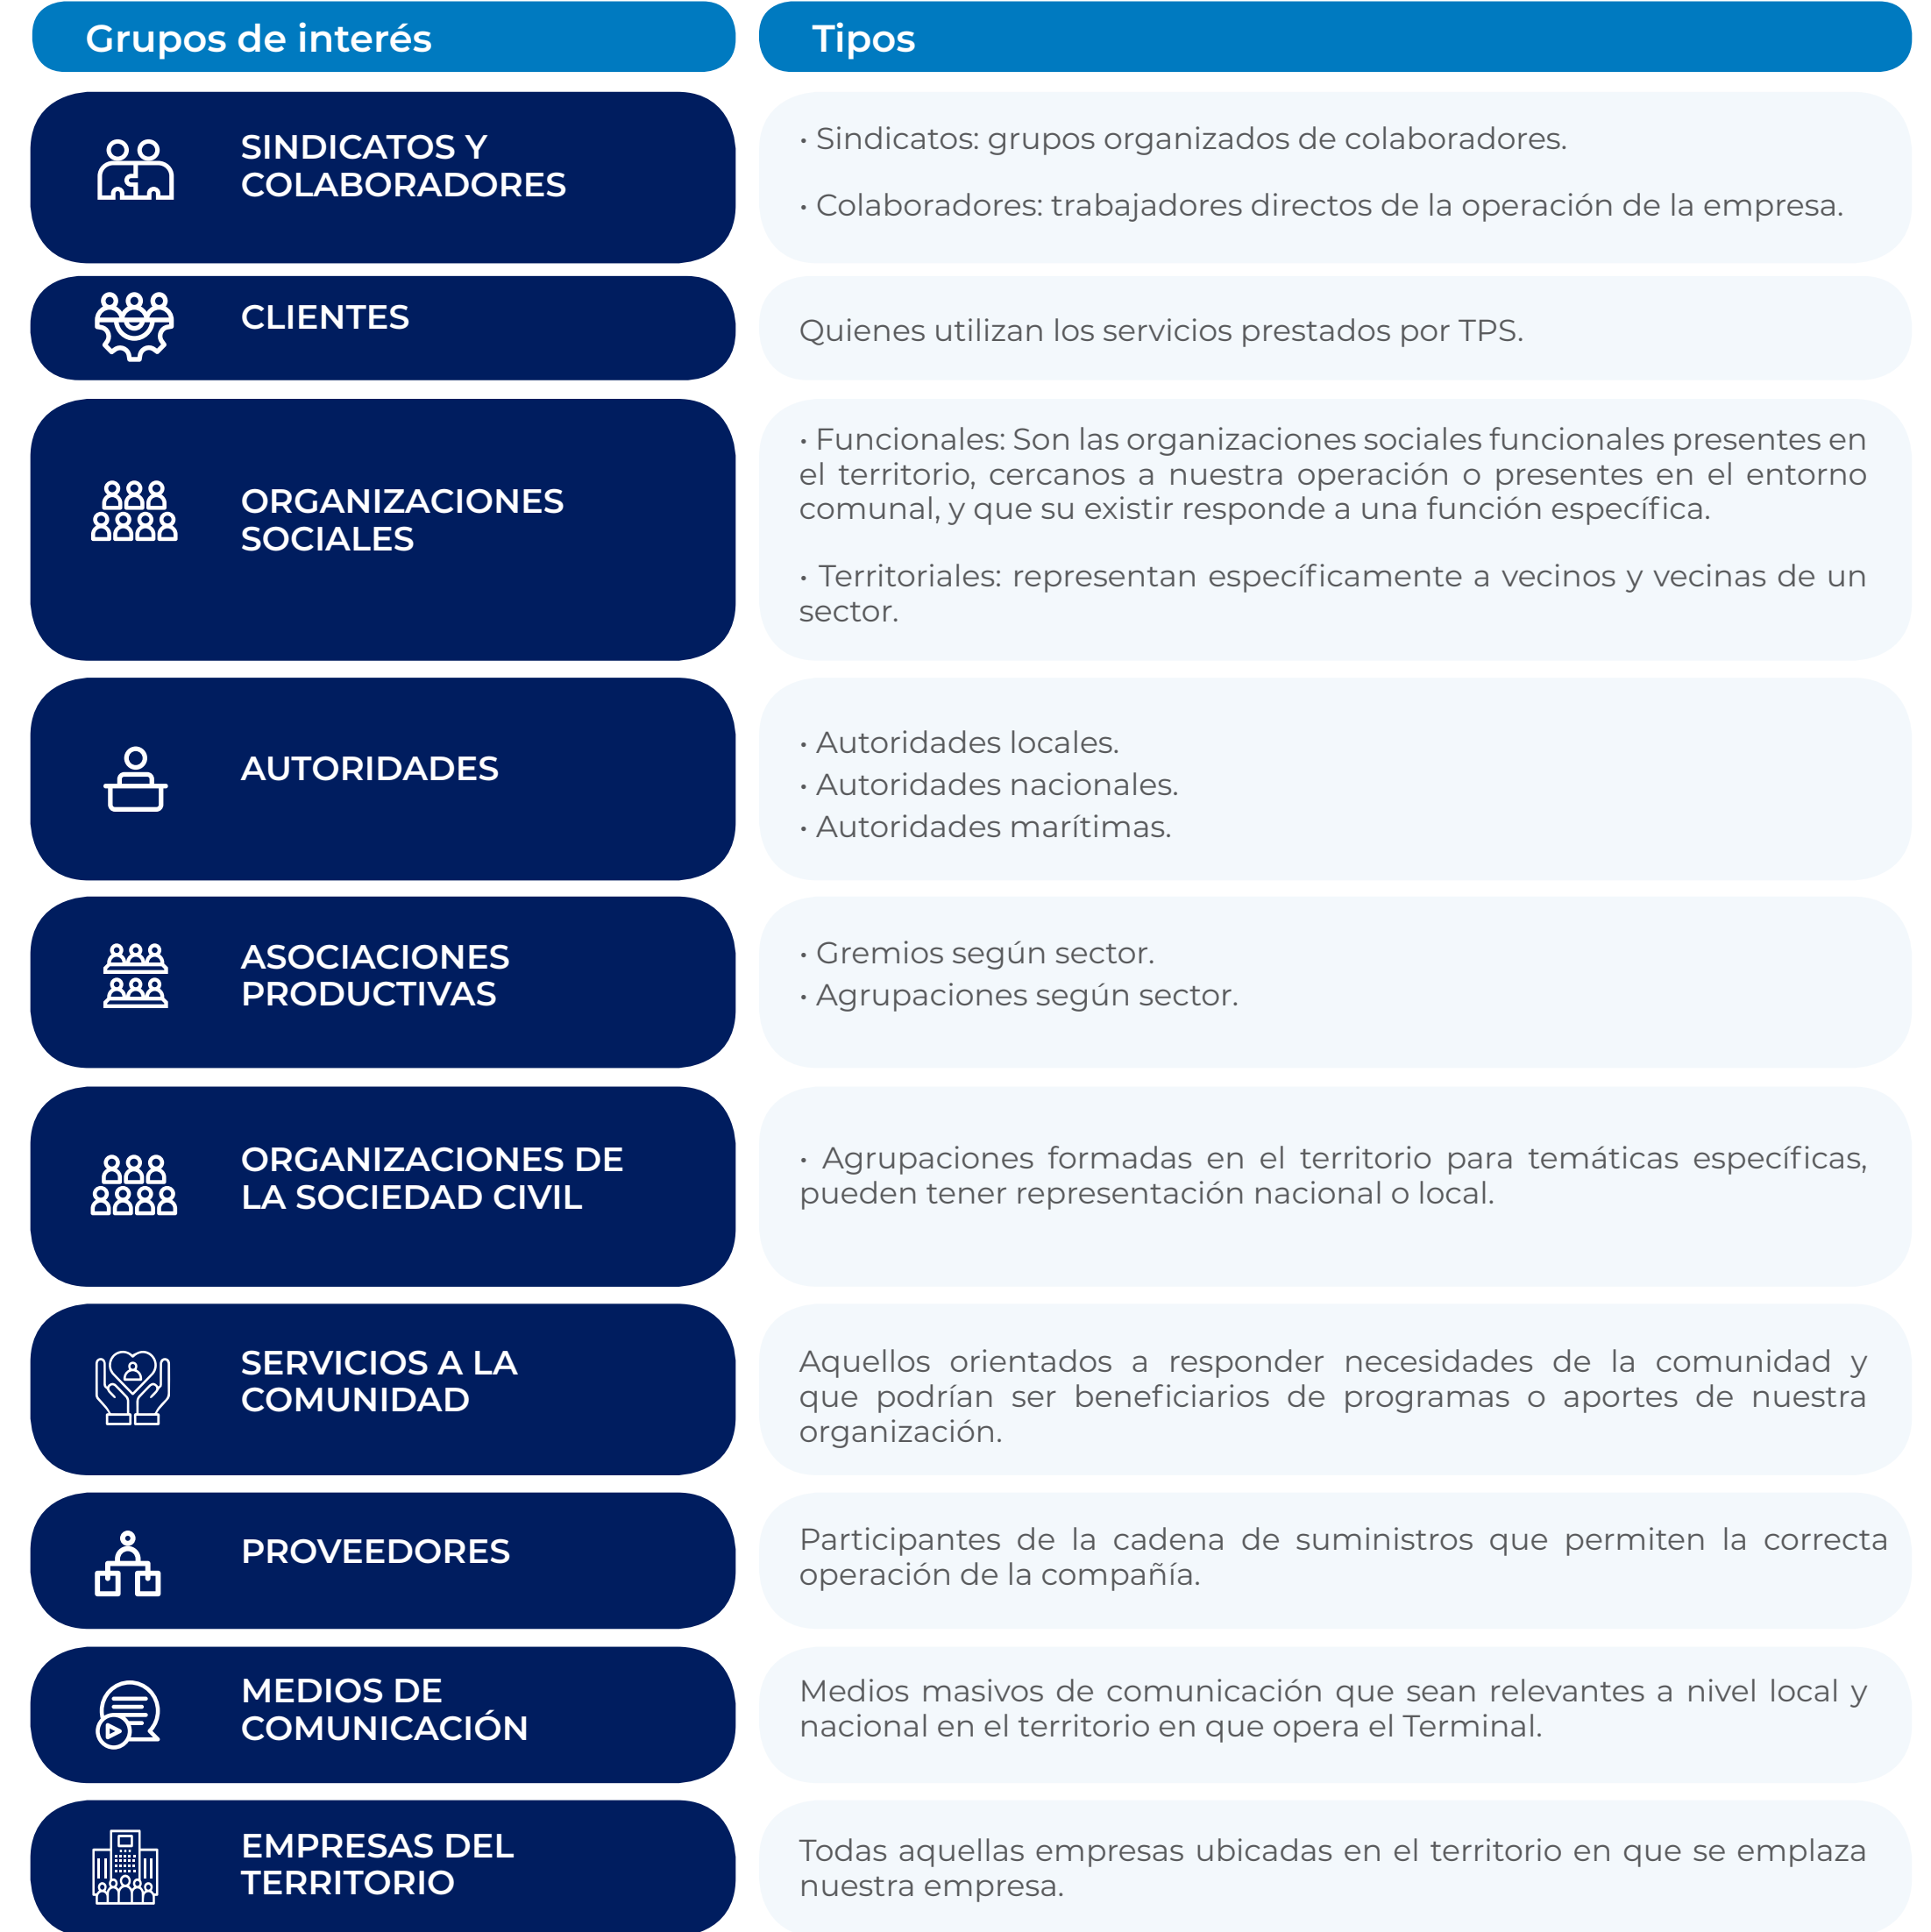 Grupos de interés
Tipos
SINDICATOS Y
COLABORADORES
• Sindicatos: grupos organizados de colaboradores.
• Colaboradores: trabajadores directos de la operación de la empresa.
CLIENTES
Quienes utilizan los servicios prestados por TPS.
ORGANIZACIONES
SOCIALES
• Funcionales: Son las organizaciones sociales funcionales presentes en
el territorio, cercanos a nuestra operación o presentes en el entorno
comunal, y que su existir responde a una función específica.
• Territoriales: representan específicamente a vecinos y vecinas de un
sector.
AUTORIDADES
• Autoridades locales.
• Autoridades nacionales.
• Autoridades marítimas.
ASOCIACIONES
PRODUCTIVAS
• Gremios según sector.
• Agrupaciones según sector.
ORGANIZACIONES DE
LA SOCIEDAD CIVIL
• Agrupaciones formadas en el territorio para temáticas específicas,
pueden tener representación nacional o local.
SERVICIOS A LA
COMUNIDAD
Aquellos orientados a responder necesidades de la comunidad y
que podrían ser beneficiarios de programas o aportes de nuestra
organización.
PROVEEDORES
Participantes de la cadena de suministros que permiten la correcta
operación de la compañía.
MEDIOS DE
COMUNICACIÓN
Medios masivos de comunicación que sean relevantes a nivel local y
nacional en el territorio en que opera el Terminal.
EMPRESAS DEL
TERRITORIO
Todas aquellas empresas ubicadas en el territorio en que se emplaza
nuestra empresa.